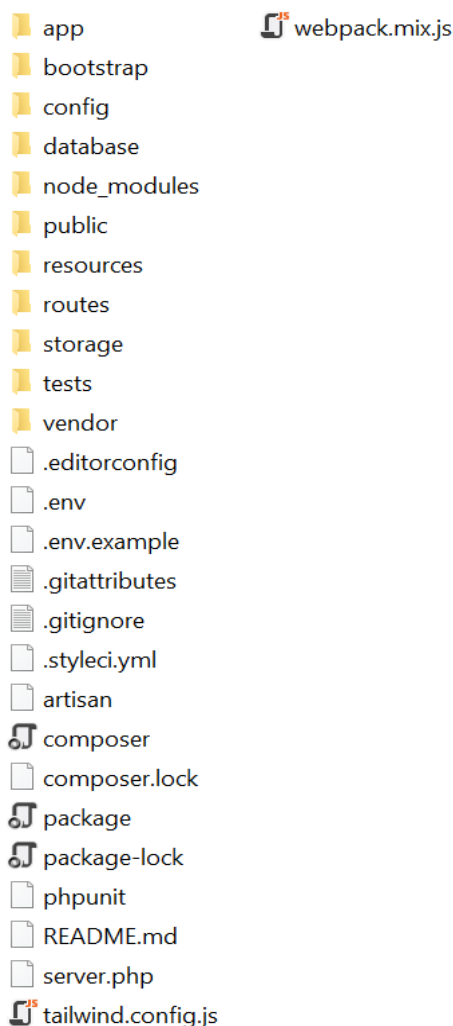 app
bootstrap
config
database
node_modules
public
resources
routes
storage
tests
vendor
.editorconfig
.env
.env.example
.gitattributes
.gitignore
.styleci.yml
artisan
composer
composer.lock
package
package-lock
phpunit
README.md
server.php
tailwind.config.js
webpack.mix.js